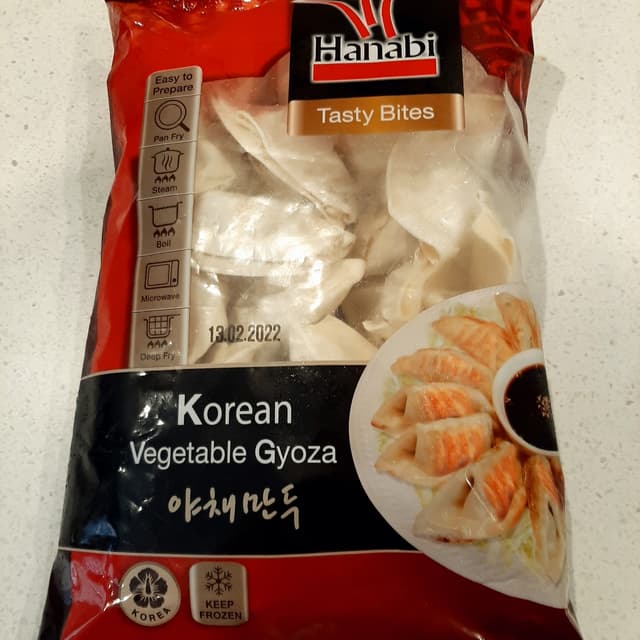 Hanabi
Tasty Bites
Easy to
Prepare
Pan Fry
Steam
Boil
Microwave
Deep Fry
13.02.2022
Korean
Vegetable Gyoza
야채만두
KOREA
KEEP
FROZEN